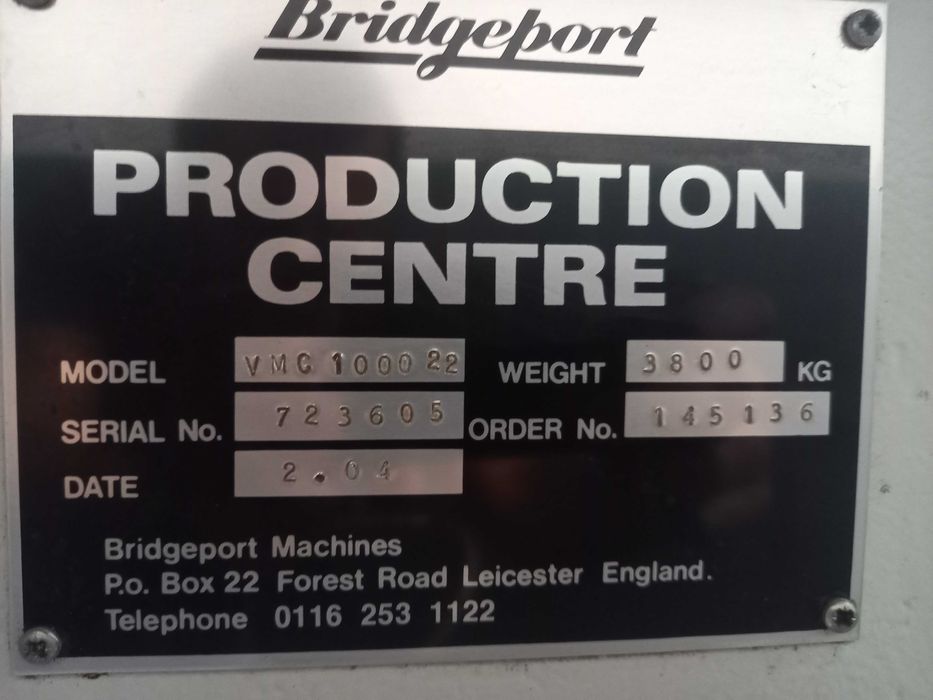 Bridgeport
PRODUCTION
CENTRE
MODEL VMC 1000 22 WEIGHT 3800 KG
SERIAL No. 723605 ORDER No. 145136
DATE 2.04
Bridgeport Machines
P.o. Box 22 Forest Road Leicester England.
Telephone 0116 253 1122